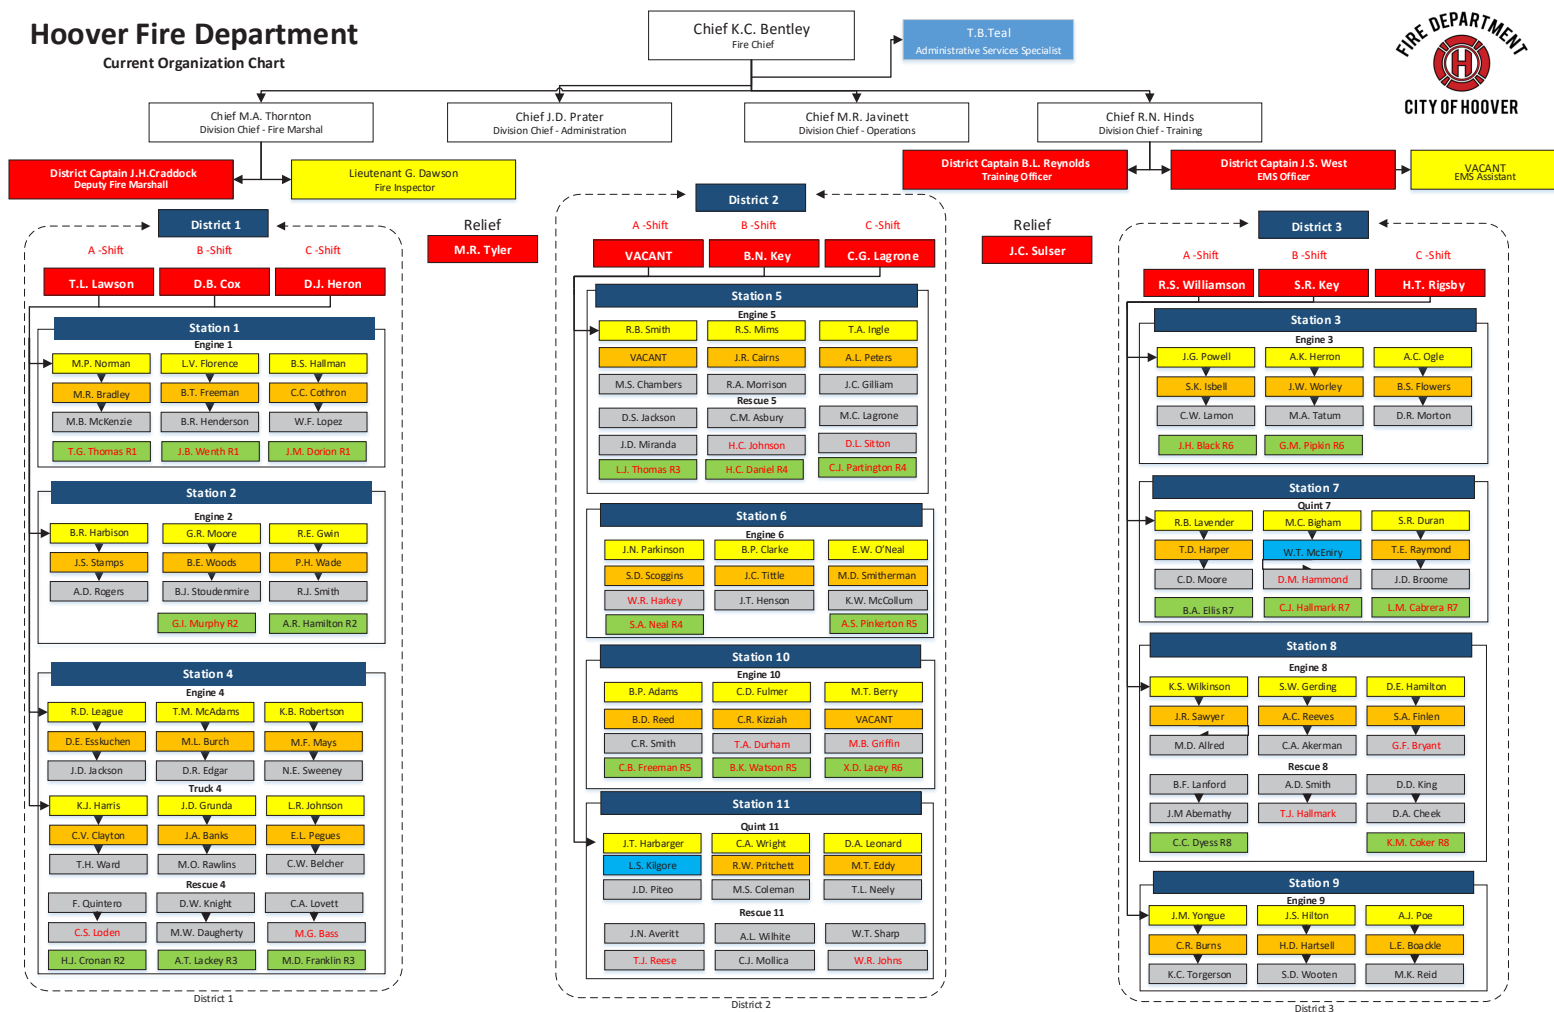 Hoover Fire Department
Current Organization Chart
Chief K.C. Bentley
Fire Chief
T.B.Teal
Administrative Services Specialist
FIRE DEPARTMENT
H
CITY OF HOOVER
Chief M.A. Thornton
Division Chief - Fire Marshal
Chief J.D. Prater
Division Chief - Administration
Chief M.R. Javinett
Division Chief - Operations
Chief R.N. Hinds
Division Chief - Training
District Captain J.H.Craddock
Deputy Fire Marshall
Lieutenant G. Dawson
Fire Inspector
District Captain B.L. Reynolds
Training Officer
District Captain J.S. West
EMS Officer
VACANT
EMS Assistant
District 1
A -Shift B -Shift C -Shift
T.L. Lawson D.B. Cox D.J. Heron
Station 1
Engine 1
M.P. Norman L.V. Florence B.S. Hallman
M.R. Bradley B.T. Freeman C.C. Cothron
M.B. McKenzie B.R. Henderson W.F. Lopez
T.G. Thomas R1 J.B. Wenth R1 J.M. Dorion R1
Station 2
Engine 2
B.R. Harbison G.R. Moore R.E. Gwin
J.S. Stamps B.E. Woods P.H. Wade
A.D. Rogers B.J. Stoudenmire R.J. Smith
G.I. Murphy R2 A.R. Hamilton R2
Station 4
Engine 4
R.D. League T.M. McAdams K.B. Robertson
D.E. Esskuchen M.L. Burch M.F. Mays
J.D. Jackson D.R. Edgar N.E. Sweeney
Truck 4
K.J. Harris J.D. Grunda L.R. Johnson
C.V. Clayton J.A. Banks E.L. Pegues
T.H. Ward M.O. Rawlins C.W. Belcher
Rescue 4
F. Quintero D.W. Knight C.A. Lovett
C.S. Loden M.W. Daugherty M.G. Bass
H.J. Cronan R2 A.T. Lackey R3 M.D. Franklin R3
District 1
Relief
M.R. Tyler
District 2
A -Shift B -Shift C -Shift
VACANT B.N. Key C.G. Lagrone
Station 5
Engine 5
R.B. Smith R.S. Mims T.A. Ingle
VACANT J.R. Cairns A.L. Peters
M.S. Chambers R.A. Morrison J.C. Gilliam
Rescue 5
D.S. Jackson C.M. Asbury M.C. Lagrone
J.D. Miranda H.C. Johnson D.L. Sitton
L.J. Thomas R3 H.C. Daniel R4 C.J. Partington R4
Station 6
Engine 6
J.N. Parkinson B.P. Clarke E.W. O'Neal
S.D. Scoggins J.C. Tittle M.D. Smitherman
W.R. Harkey J.T. Henson K.W. McCollum
S.A. Neal R4 A.S. Pinkerton R5
Station 10
Engine 10
B.P. Adams C.D. Fulmer M.T. Berry
B.D. Reed C.R. Kizziah VACANT
C.R. Smith T.A. Durham M.B. Griffin
C.B. Freeman R5 B.K. Watson R5 X.D. Lacey R6
Station 11
Quint 11
J.T. Harbarger C.A. Wright D.A. Leonard
L.S. Kilgore R.W. Pritchett M.T. Eddy
J.D. Piteo M.S. Coleman T.L. Neely
Rescue 11
J.N. Averitt A.L. Wilhite W.T. Sharp
T.J. Reese C.J. Mollica W.R. Johns
District 2
Relief
J.C. Sulser
District 3
A -Shift B -Shift C -Shift
R.S. Williamson S.R. Key H.T. Rigsby
Station 3
Engine 3
J.G. Powell A.K. Herron A.C. Ogle
S.K. Isbell J.W. Worley B.S. Flowers
C.W. Lamon M.A. Tatum D.R. Morton
J.H. Black R6 G.M. Pipkin R6
Station 7
Quint 7
R.B. Lavender M.C. Bigham S.R. Duran
T.D. Harper W.T. McEniry T.E. Raymond
C.D. Moore D.M. Hammond J.D. Broome
B.A. Ellis R7 C.J. Hallmark R7 L.M. Cabrera R7
Station 8
Engine 8
K.S. Wilkinson S.W. Gerding D.E. Hamilton
J.R. Sawyer A.C. Reeves S.A. Finlen
M.D. Allred C.A. Akerman G.F. Bryant
Rescue 8
B.F. Lanford A.D. Smith D.D. King
J.M Abernathy T.J. Hallmark D.A. Cheek
C.C. Dyess R8 K.M. Coker R8
Station 9
Engine 9
J.M. Yongue J.S. Hilton A.J. Poe
C.R. Burns H.D. Hartsell L.E. Boackle
K.C. Torgerson S.D. Wooten M.K. Reid
District 3